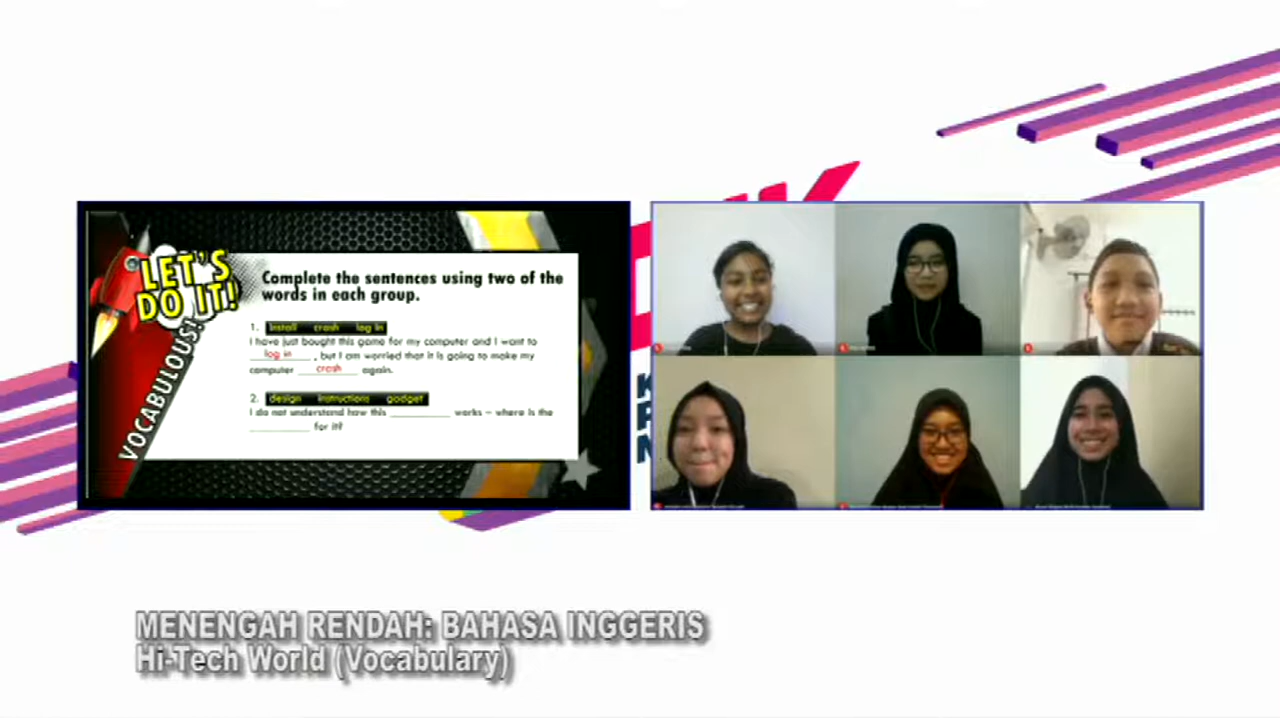 LET'S
DO IT!
VOCABULOUS!
Complete the sentences using two of the
words in each group.
1. install crash log in
I have just bought this game for my computer and I want to
log in , but I am worried that it is going to make my
computer crash again.
2. design instructions gadget
I do not understand how this works – where is the
for it?
MENENGAH RENDAH: BAHASA INGGERIS
Hi-Tech World (Vocabulary)